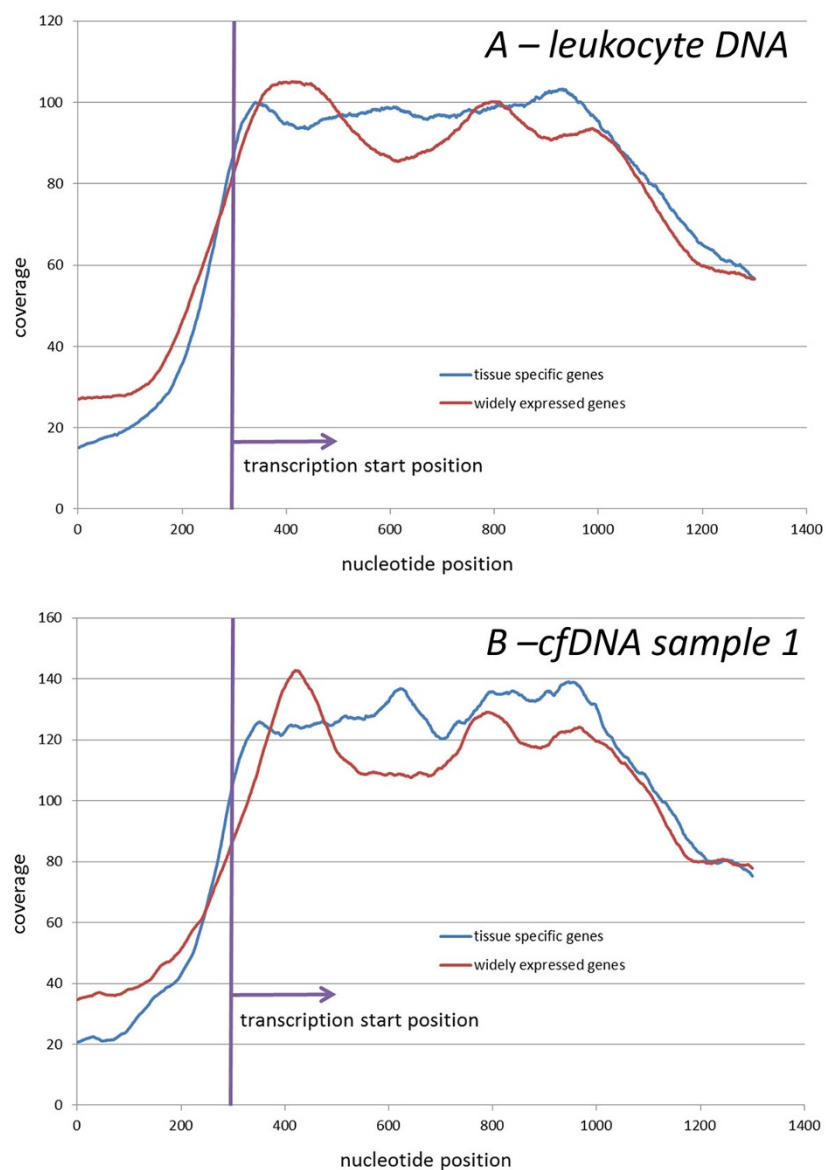 A – leukocyte DNA
120
100
80
60
40
20
0
coverage
tissue specific genes
widely expressed genes
transcription start position
0 200 400 600 800 1000 1200 1400
nucleotide position
B –cfDNA sample 1
160
140
120
100
80
60
40
20
0
coverage
tissue specific genes
widely expressed genes
transcription start position
0 200 400 600 800 1000 1200 1400
nucleotide position